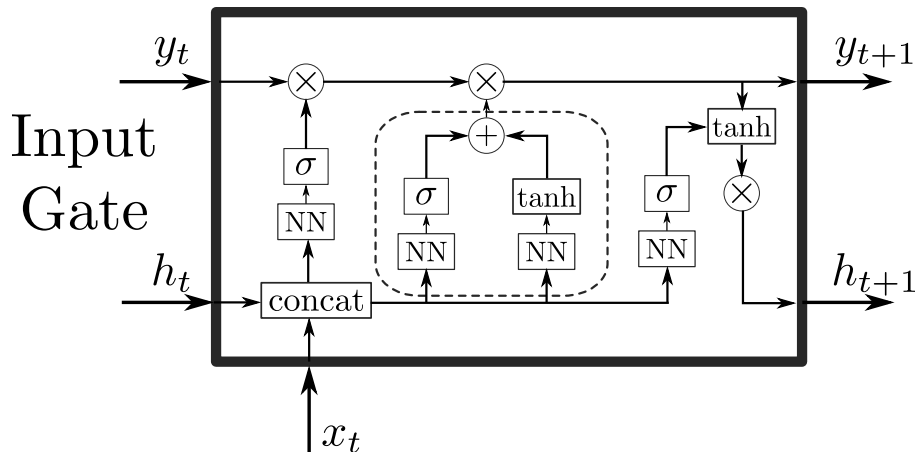 y_t
y_{t+1}
Input
Gate
× ×
+
tanh
σ
σ tanh
σ
×
NN
NN NN
NN
h_t
h_{t+1}
concat
x_t